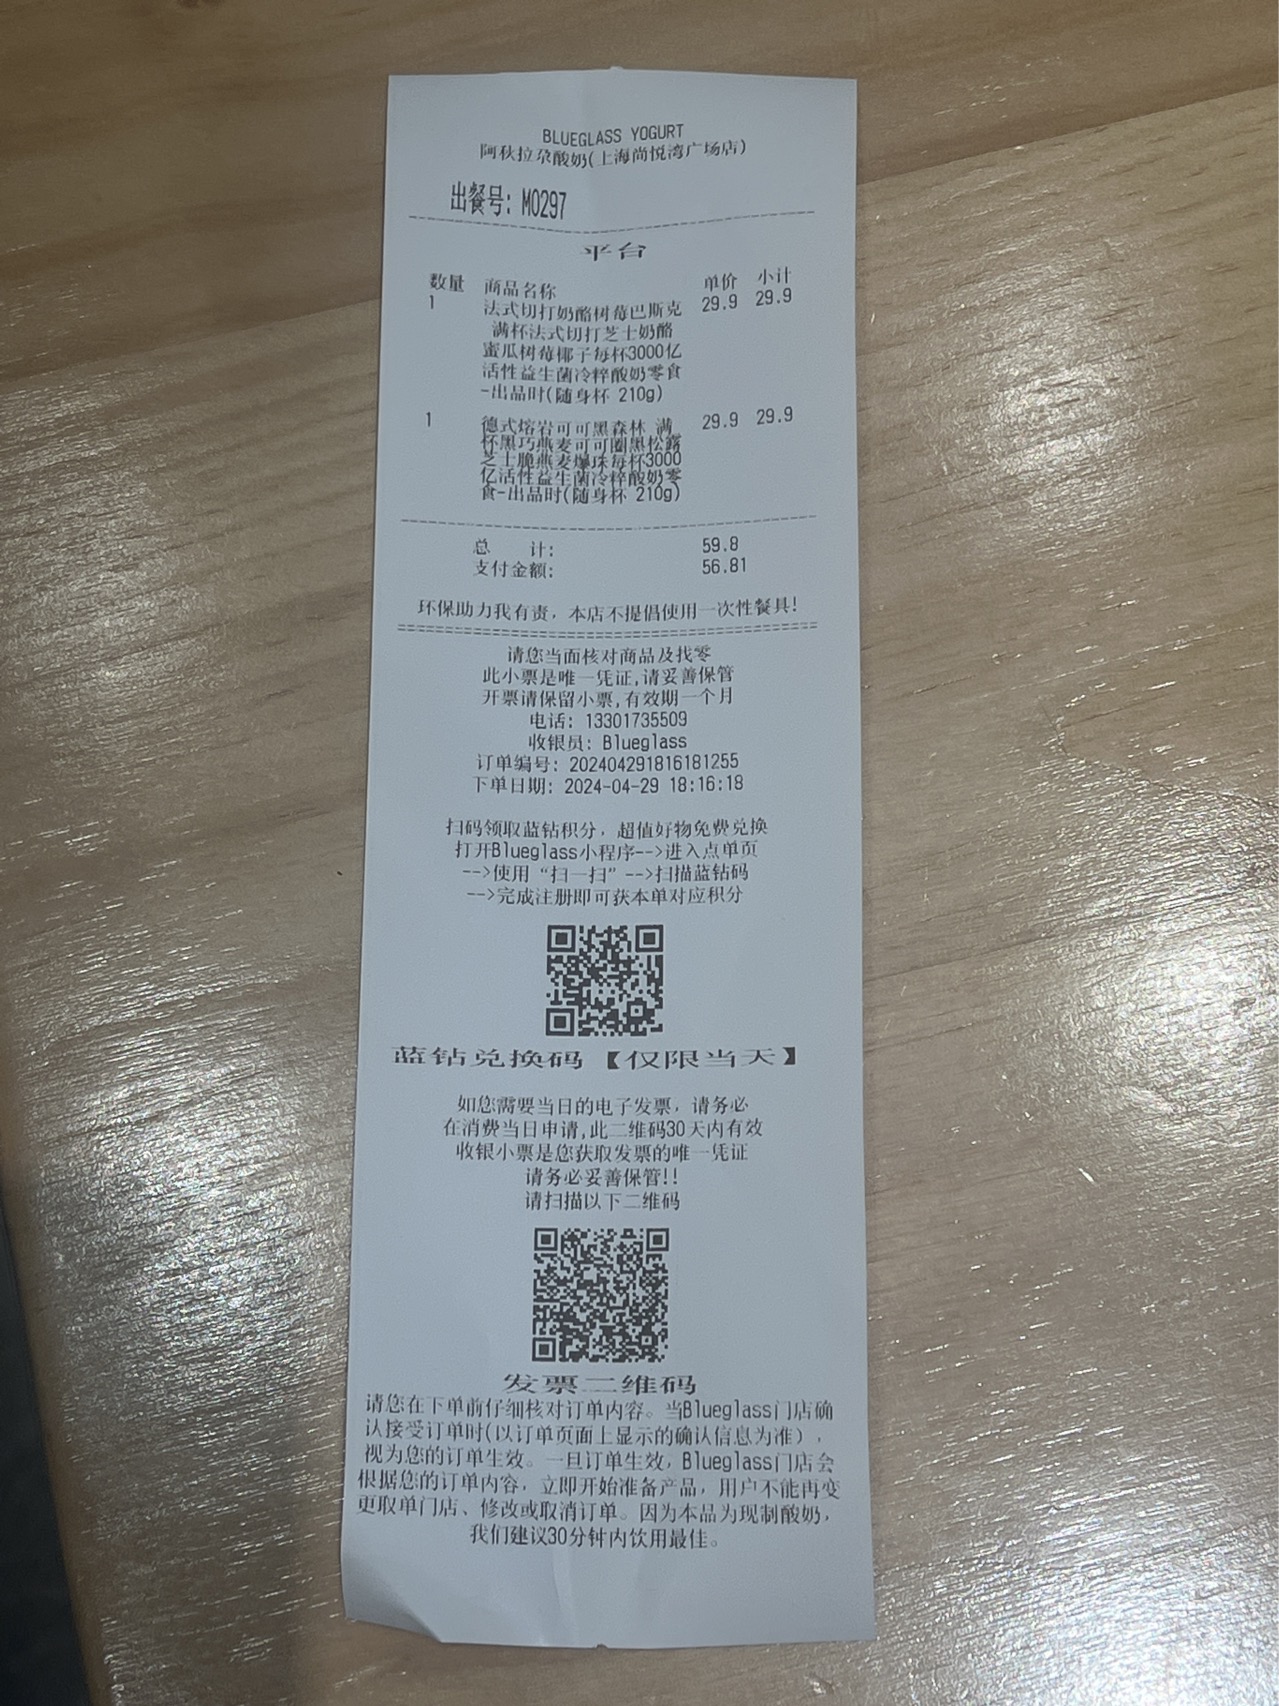 BLUEGLASS YOGURT
阿秋拉尕酸奶(上海尚悦湾广场店)
出餐号: M0297
平台
数量 商品名称 单价 小计
1 法式切打奶酪树莓巴斯克 29.9 29.9
满杯法式切打芝士奶酪
蜜瓜树莓椰子每杯3000亿
活性益生菌冷粹酸奶零食
-出品时(随身杯 210g)
1 德式熔岩可可黑森林 满 29.9 29.9
杯黑巧燕麦可可圈黑松露
芝士脆燕麦爆珠每杯3000
亿活性益生菌冷粹酸奶零
食-出品时(随身杯 210g)
总 计: 59.8
支付金额: 56.81
环保助力我有责，本店不提倡使用一次性餐具!
请您当面核对商品及找零
此小票是唯一凭证,请妥善保管
开票请保留小票,有效期一个月
电话: 13301735509
收银员: Blueglass
订单编号: 202404291816181255
下单日期: 2024-04-29 18:16:18
扫码领取蓝钻积分，超值好物免费兑换
打开Blueglass小程序-->进入点单页
-->使用“扫一扫”-->扫描蓝钻码
-->完成注册即可获本单对应积分
蓝钻兑换码【仅限当天】
如您需要当日的电子发票，请务必
在消费当日申请,此二维码30天内有效
收银小票是您获取发票的唯一凭证
请务必妥善保管!!
请扫描以下二维码
发票二维码
请您在下单前仔细核对订单内容。当Blueglass门店确
认接受订单时(以订单页面上显示的确认信息为准)，
视为您的订单生效。一旦订单生效，Blueglass门店会
根据您的订单内容，立即开始准备产品，用户不能再变
更取单门店、修改或取消订单。因为本品为现制酸奶，
我们建议30分钟内饮用最佳。